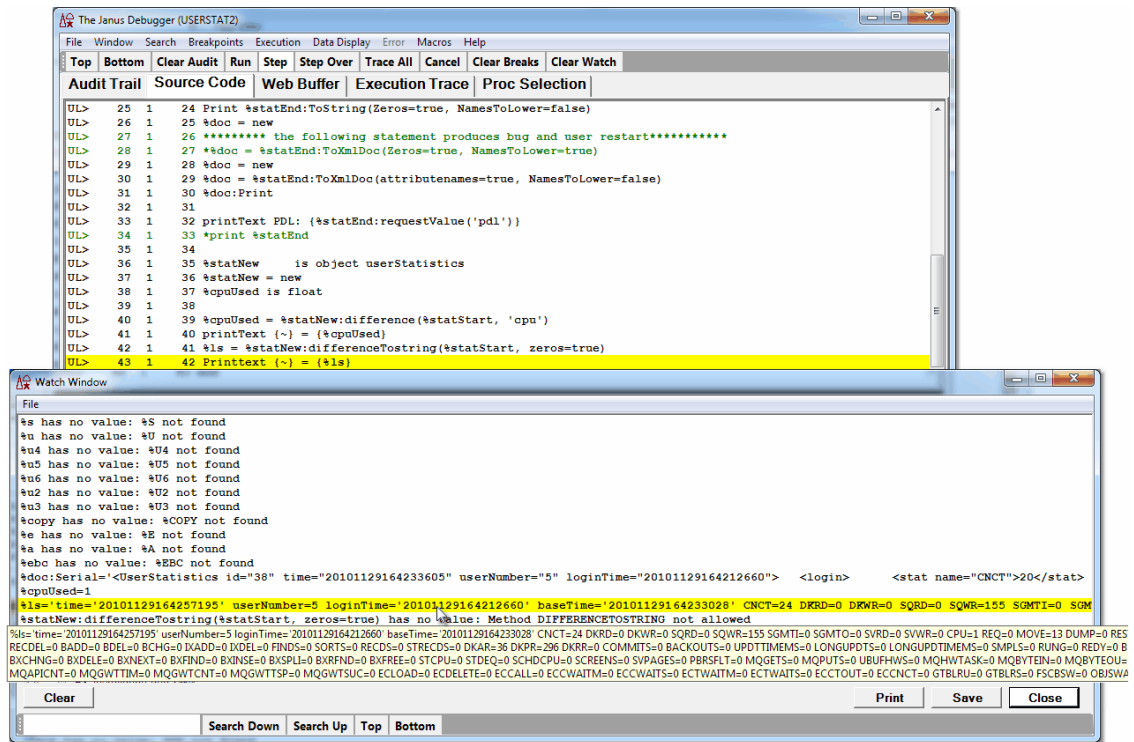 The Janus Debugger (USERSTAT2)
File Window Search Breakpoints Execution Data Display Error Macros Help
Top Bottom Clear Audit Run Step Step Over Trace All Cancel Clear Breaks Clear Watch
Audit Trail Source Code Web Buffer Execution Trace Proc Selection
UL> 25 1 24 Print %statEnd:ToString(Zeros=true, NamesToLower=false)
UL> 26 1 25 %doc = new
UL> 27 1 26 ********* the following statement produces bug and user restart***********
UL> 28 1 27 *%doc = %statEnd:ToXmlDoc(Zeros=true, NamesToLower=true)
UL> 29 1 28 %doc = new
UL> 30 1 29 %doc = %statEnd:ToXmlDoc(attributenames=true, NamesToLower=false)
UL> 31 1 30 %doc:Print
UL> 32 1 31
UL> 33 1 32 printText PDL: {%statEnd:requestValue('pdl')}
UL> 34 1 33 *print %statEnd
UL> 35 1 34
UL> 36 1 35 %statNew is object userStatistics
UL> 37 1 36 %statNew = new
UL> 38 1 37 %cpuUsed is float
UL> 39 1 38
UL> 40 1 39 %cpuUsed = %statNew:difference(%statStart, 'cpu')
UL> 41 1 40 printText {~} = {%cpuUsed}
UL> 42 1 41 %ls = %statNew:differenceToString(%statStart, zeros=true)
UL> 43 1 42 Printtext {~} = {%ls}
Watch Window
File
%s has no value: %S not found
%u has no value: %U not found
%u4 has no value: %U4 not found
%u5 has no value: %U5 not found
%u6 has no value: %U6 not found
%u2 has no value: %U2 not found
%u3 has no value: %U3 not found
%copy has no value: %COPY not found
%e has no value: %E not found
%a has no value: %A not found
%ebc has no value: %EBC not found
%doc:Serial='<UserStatistics id="38" time="20101129164233605" userNumber="5" loginTime="20101129164212660"> <login> <stat name="CNCT">20</stat>
%cpuUsed=1
%ls='time='20101129164257195' userNumber=5 loginTime='20101129164212660' baseTime='20101129164233028' CNCT=24 DKRD=0 DKWR=0 SQRD=0 SQWR=155 SGMTI=0 SGM
%statNew:differenceToString(%statStart, zeros=true) has no value: Method DIFFERENCETOSTRING not allowed
%ls='time='20101129164257195' userNumber=5 loginTime='20101129164212660' baseTime='20101129164233028' CNCT=24 DKRD=0 DKWR=0 SQRD=0 SQWR=155 SGMTI=0 SGMTO=0 SVRD=0 SVWR=0 CPU=1 REQ=0 MOVE=13 DUMP=0 RES
RECDEL=0 BADD=0 BDEL=0 BCHG=0 IXADD=0 IXDEL=0 FINDS=0 SORTS=0 RECDS=0 STRECDS=0 DKAR=36 DKPR=296 DKRR=0 COMMITS=0 BACKOUTS=0 UPDTTIMEMS=0 LONGUPDTS=0 LONGUPDTIMEMS=0 SMPLS=0 RUNG=0 REDY=0 B
BXCHNG=0 BXDELE=0 BXNEXT=0 BXFIND=0 BXINSE=0 BXSPLI=0 BXRFND=0 BXFREE=0 STCPU=0 STDEQ=0 SCHDCPU=0 SCREENS=0 SVPAGES=0 PBRSFLT=0 MQGETS=0 MQPUTS=0 UBUFHWS=0 MQHWTASK=0 MQBYTEIN=0 MQBYTEOU=
MQAPICNT=0 MQGWTTIM=0 MQGWTCNT=0 MQGWTTSP=0 MQGWTSUC=0 ECLOAD=0 ECDELETE=0 ECCALL=0 ECCWAITM=0 ECCWAITS=0 ECTWAITM=0 ECTWAITS=0 ECCTOUT=0 ECCNCT=0 GTBLRU=0 GTBLRS=0 FSCBSW=0 OBJSWA
Clear Print Save Close
Search Down Search Up Top Bottom